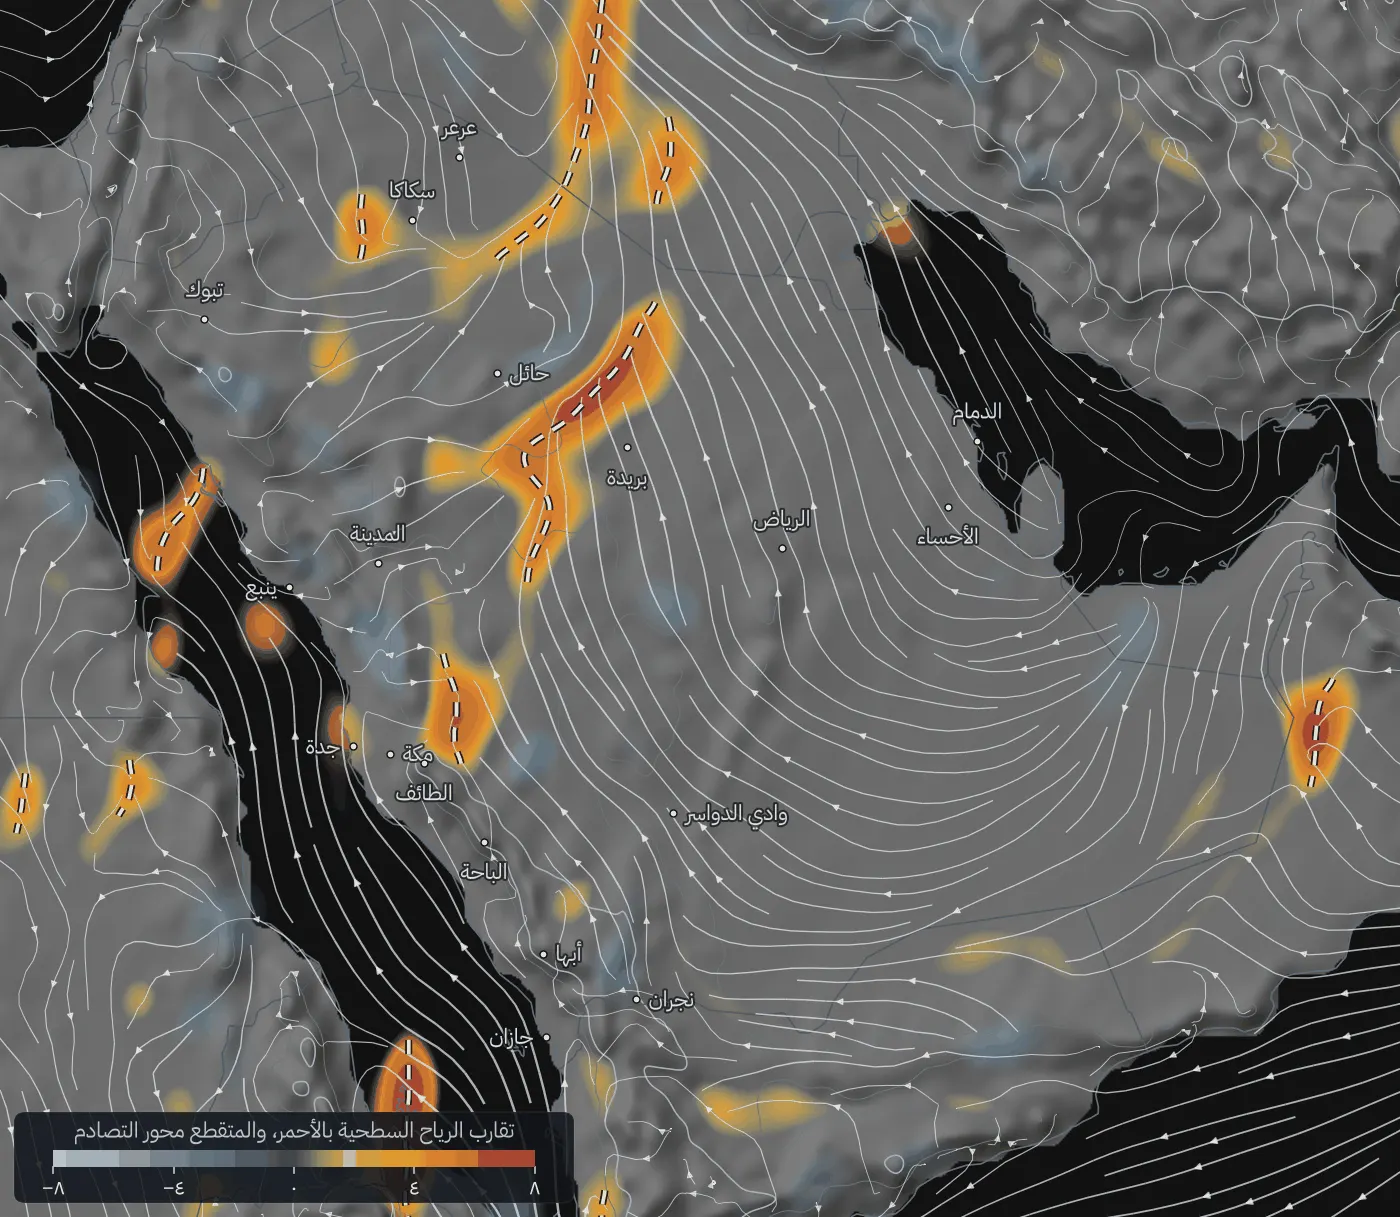 عرعر
سكاكا
تبوك
حائل
الدمام
بريدة
الرياض
الأحساء
المدينة
ينبع
جدة
مكة
الطائف
وادي الدواسر
الباحة
أبها
نجران
جازان
تقارب الرياح السطحية بالأحمر، والمتقطع محور التصادم
−٨ −٤ ٠ ٤ ٨